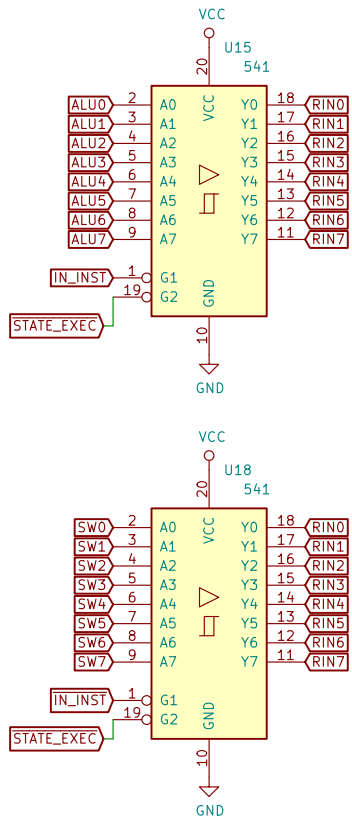 VCC
U15
541
20
ALU0 2 A0 VCC Y0 18 RIN0
ALU1 3 A1 Y1 17 RIN1
ALU2 4 A2 Y2 16 RIN2
ALU3 5 A3 Y3 15 RIN3
ALU4 6 A4 Y4 14 RIN4
ALU5 7 A5 Y5 13 RIN5
ALU6 8 A6 Y6 12 RIN6
ALU7 9 A7 Y7 11 RIN7
IN_INST 1 G1
19 G2 GND
STATE_EXEC
10
GND
VCC
U18
541
20
SW0 2 A0 VCC Y0 18 RIN0
SW1 3 A1 Y1 17 RIN1
SW2 4 A2 Y2 16 RIN2
SW3 5 A3 Y3 15 RIN3
SW4 6 A4 Y4 14 RIN4
SW5 7 A5 Y5 13 RIN5
SW6 8 A6 Y6 12 RIN6
SW7 9 A7 Y7 11 RIN7
IN_INST 1 G1
19 G2 GND
STATE_EXEC
10
GND